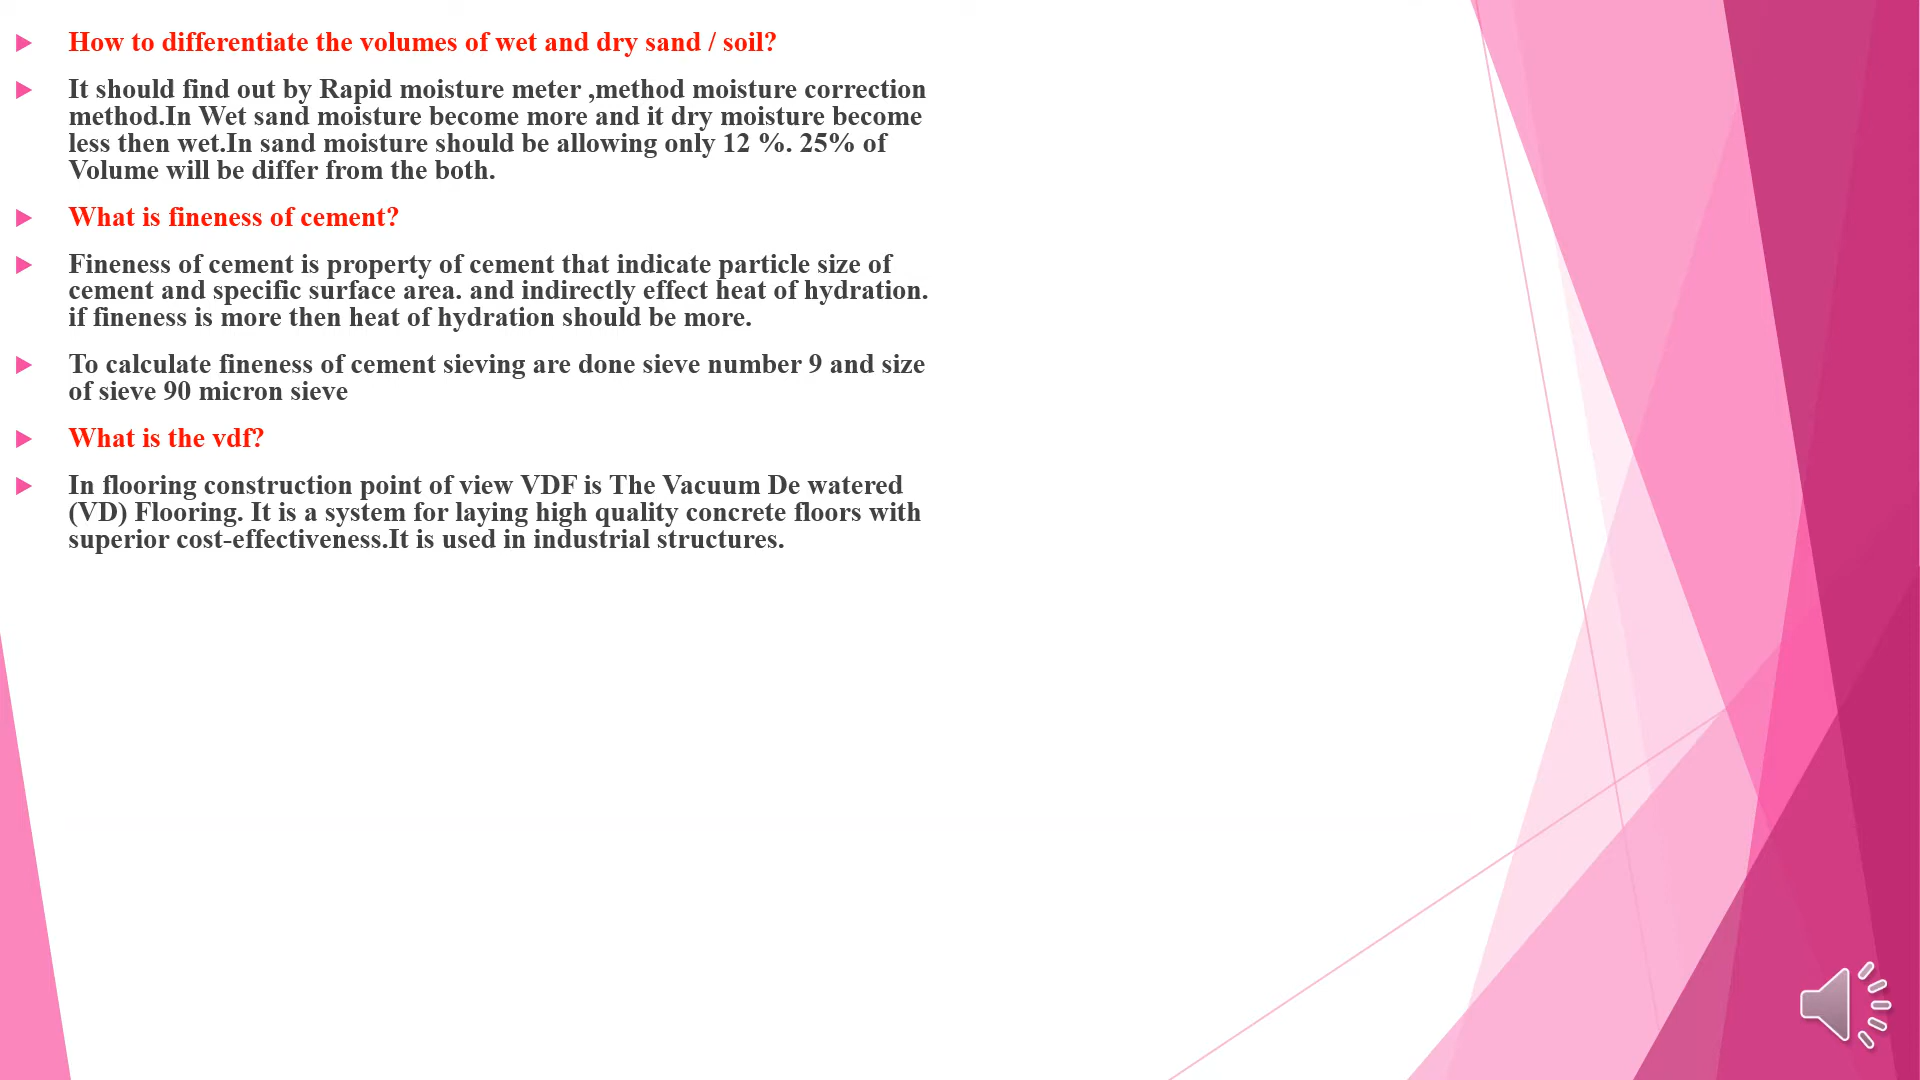 How to differentiate the volumes of wet and dry sand / soil?
It should find out by Rapid moisture meter ,method moisture correction
method.In Wet sand moisture become more and it dry moisture become
less then wet.In sand moisture should be allowing only 12 %. 25% of
Volume will be differ from the both.
What is fineness of cement?
Fineness of cement is property of cement that indicate particle size of
cement and specific surface area. and indirectly effect heat of hydration.
if fineness is more then heat of hydration should be more.
To calculate fineness of cement sieving are done sieve number 9 and size
of sieve 90 micron sieve
What is the vdf?
In flooring construction point of view VDF is The Vacuum De watered
(VD) Flooring. It is a system for laying high quality concrete floors with
superior cost-effectiveness.It is used in industrial structures.